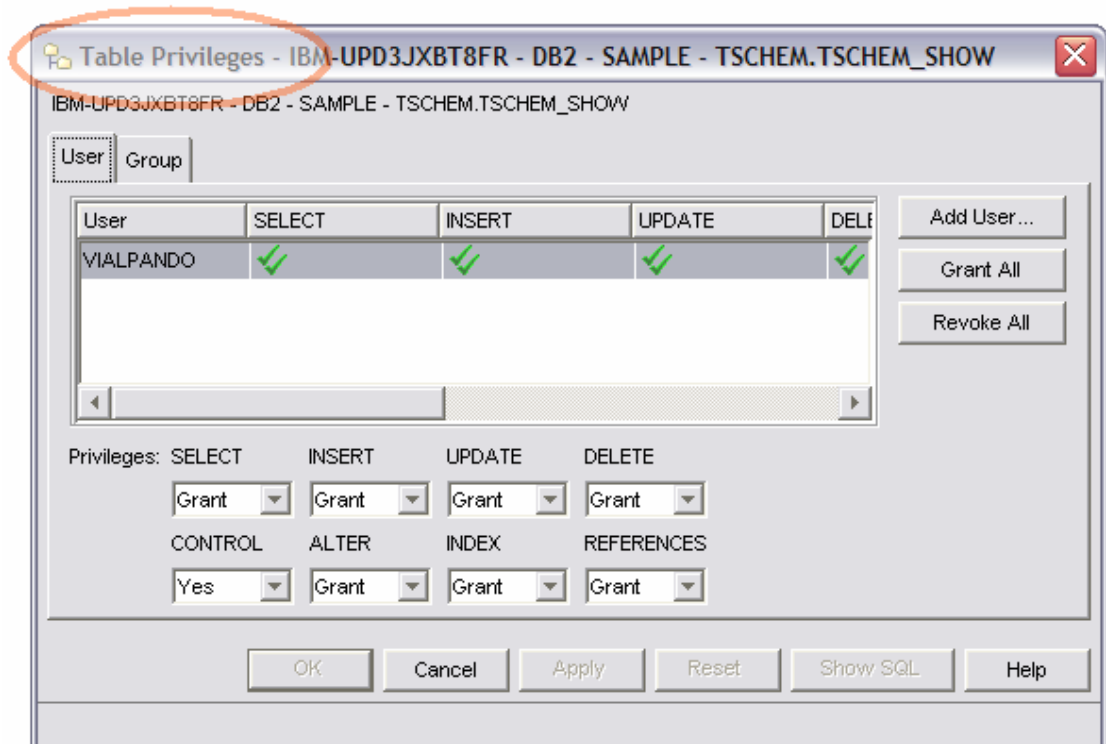 Table Privileges - IBM-UPD3JXBT8FR - DB2 - SAMPLE - TSCHEM.TSCHEM_SHOW
IBM-UPD3JXBT8FR - DB2 - SAMPLE - TSCHEM.TSCHEM_SHOW
User Group
User SELECT INSERT UPDATE DELE
VIALPANDO
Add User...
Grant All
Revoke All
Privileges: SELECT INSERT UPDATE DELETE
Grant Grant Grant Grant
CONTROL ALTER INDEX REFERENCES
Yes Grant Grant Grant
OK Cancel Apply Reset Show SQL Help